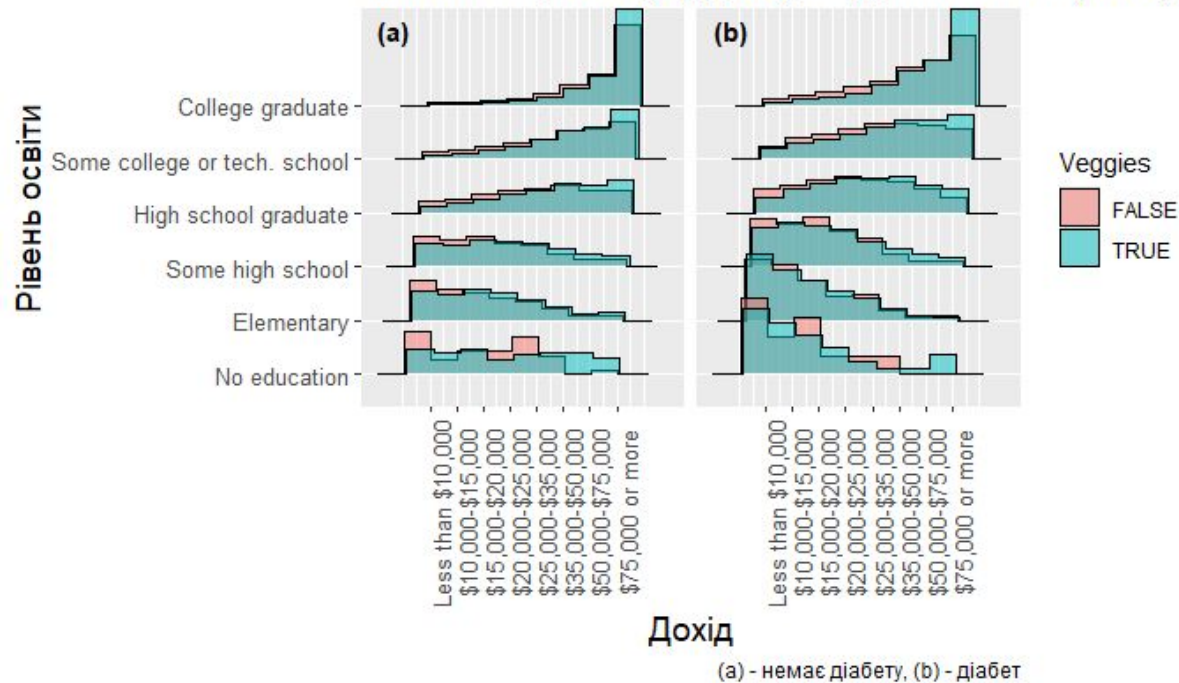 (a)
(b)
Рівень освіти
College graduate
Some college or tech. school
High school graduate
Some high school
Elementary
No education
Veggies
FALSE
TRUE
Less than $10,000
$10,000-$15,000
$15,000-$20,000
$20,000-$25,000
$25,000-$35,000
$35,000-$50,000
$50,000-$75,000
$75,000 or more
Less than $10,000
$10,000-$15,000
$15,000-$20,000
$20,000-$25,000
$25,000-$35,000
$35,000-$50,000
$50,000-$75,000
$75,000 or more
Дохід
(a) - немає діабету, (b) - діабет